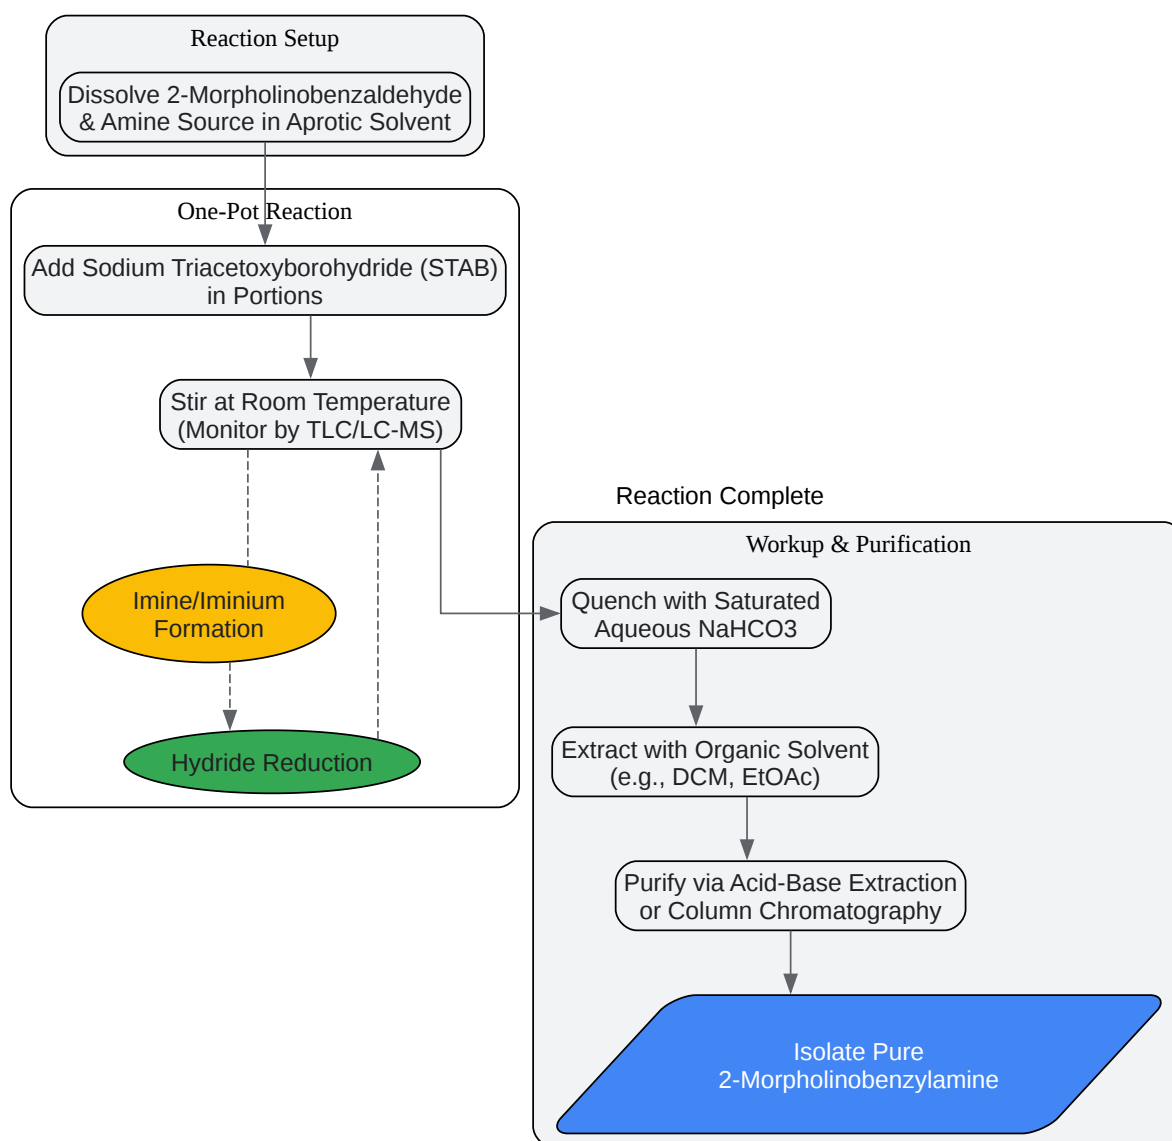 Reaction Setup
Dissolve 2-Morpholinobenzaldehyde
& Amine Source in Aprotic Solvent
One-Pot Reaction
Add Sodium Triacetoxyborohydride (STAB)
in Portions
Stir at Room Temperature
(Monitor by TLC/LC-MS)
Imine/Iminium
Formation
Hydride Reduction
Reaction Complete
Workup & Purification
Quench with Saturated
Aqueous NaHCO3
Extract with Organic Solvent
(e.g., DCM, EtOAc)
Purify via Acid-Base Extraction
or Column Chromatography
Isolate Pure
2-Morpholinobenzylamine